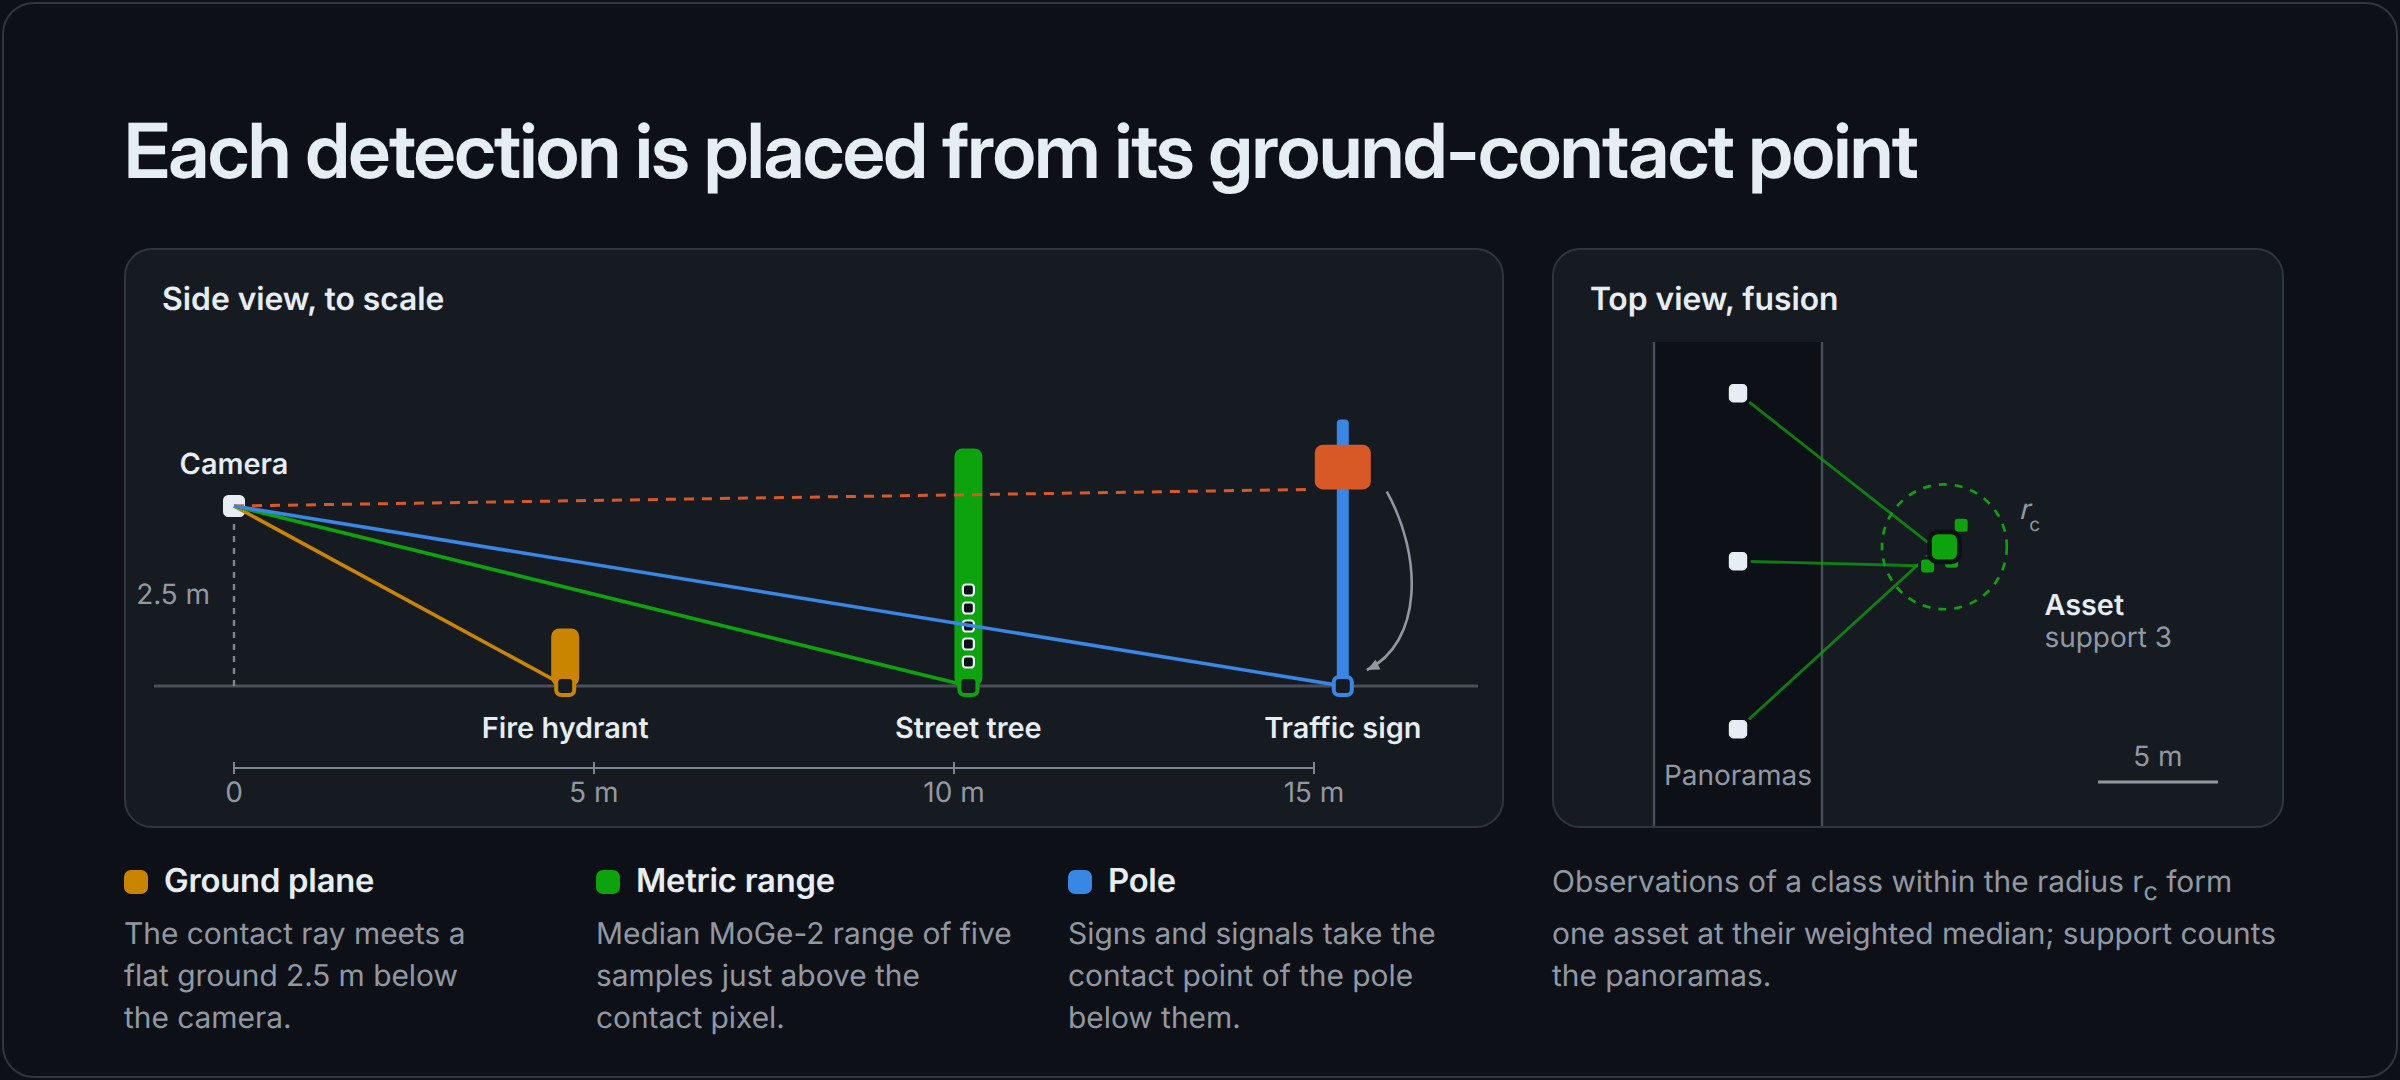 Each detection is placed from its ground-contact point
Side view, to scale
Camera
2.5 m
Fire hydrant
Street tree
Traffic sign
0
5 m
10 m
15 m
Top view, fusion
rc
Asset
support 3
5 m
Panoramas
Ground plane
The contact ray meets a
flat ground 2.5 m below
the camera.
Metric range
Median MoGe-2 range of five
samples just above the
contact pixel.
Pole
Signs and signals take the
contact point of the pole
below them.
Observations of a class within the radius rc form
one asset at their weighted median; support counts
the panoramas.